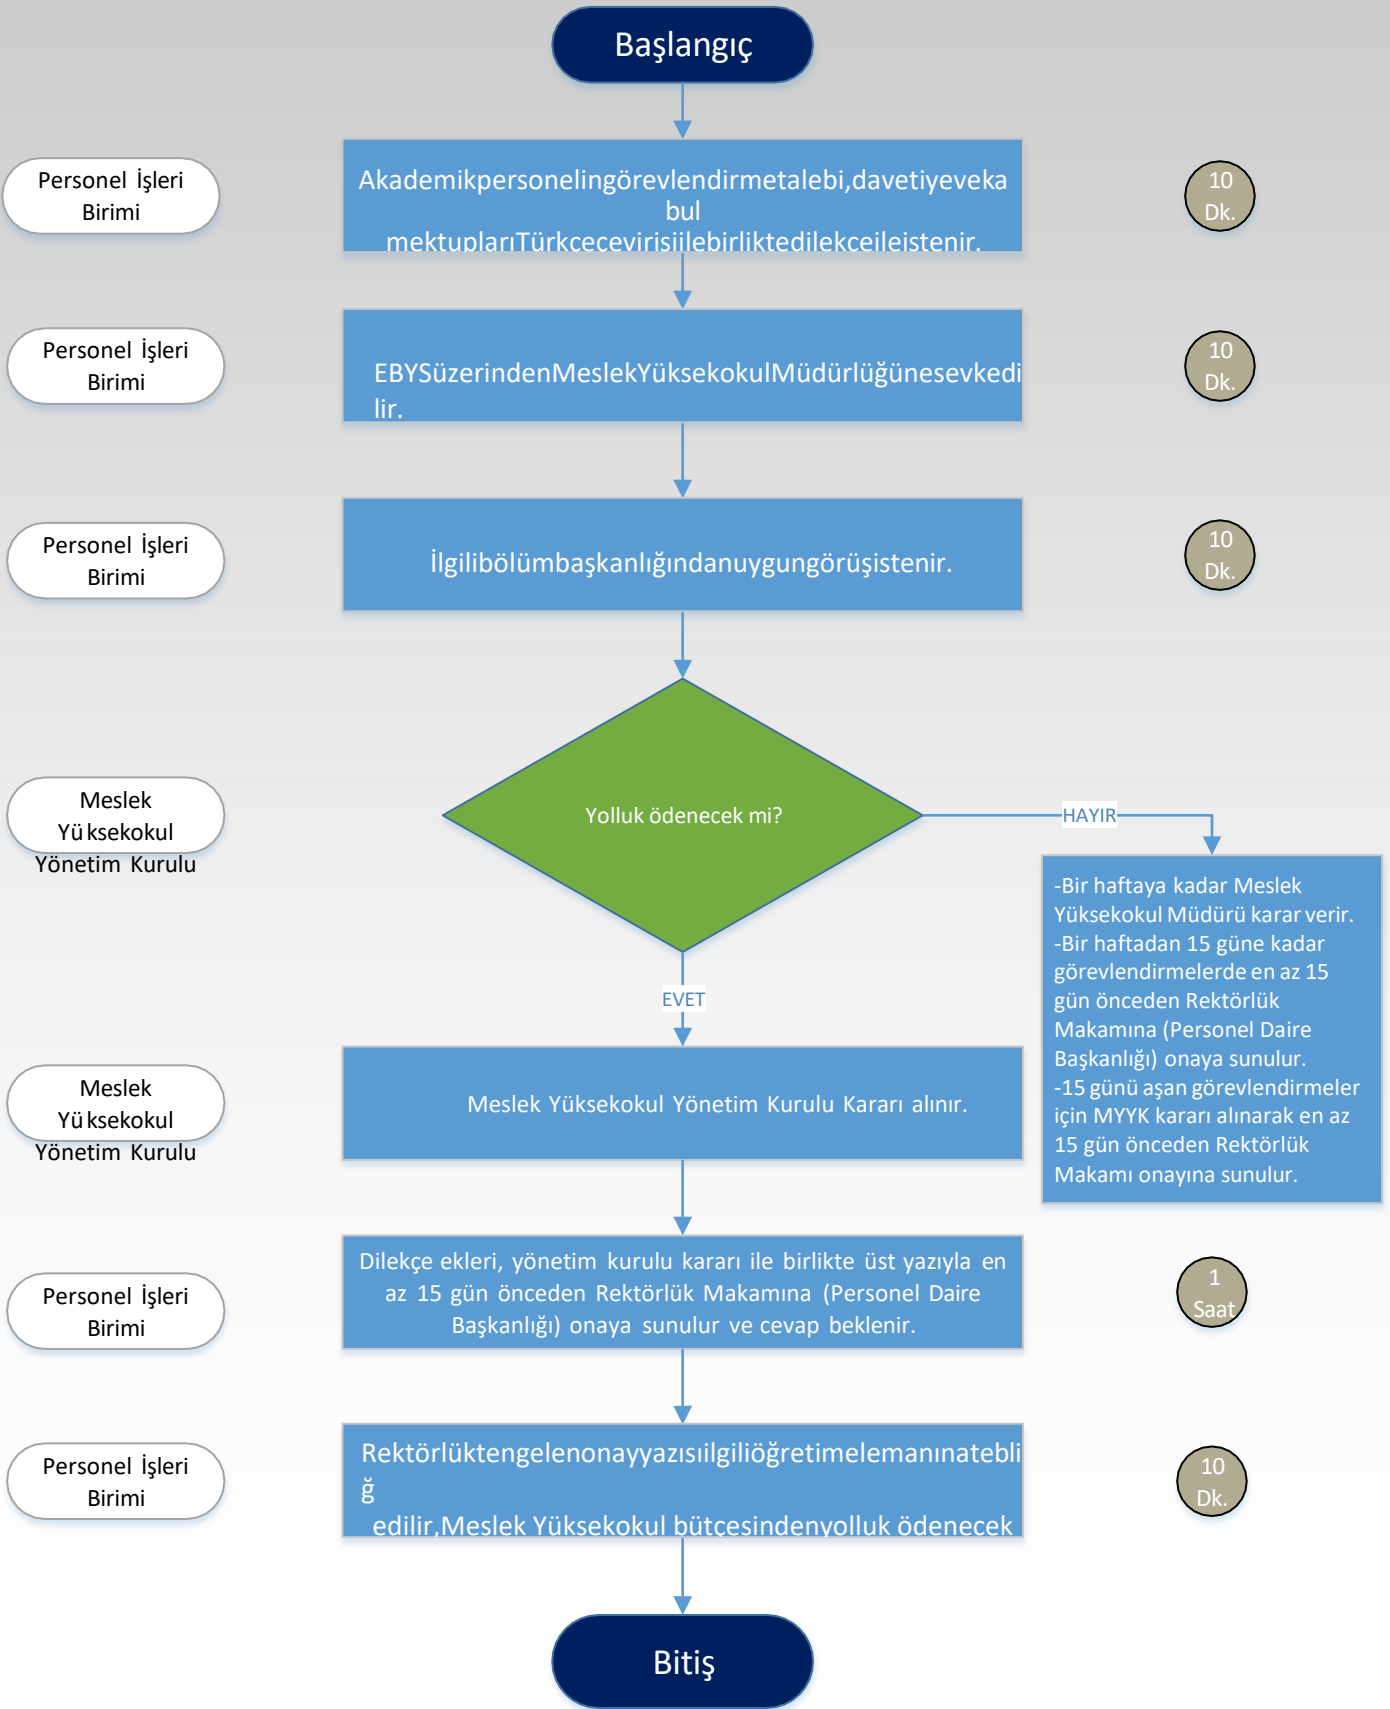 Başlangıç
Personel İşleri
Birimi
Akademikpersoneliningörevlendirmetalebi,davetiyeveka
bul
mektuplarıTürkçeçevirisiilebirliktedilekçeileistenir.
10
Dk.
Personel İşleri
Birimi
EBYSüzerindenMeslekYüksekokulMüdürlüğünesevkedi
lir.
10
Dk.
Personel İşleri
Birimi
İlgilibölümbaşkanlığındanuygungörüşistenir.
10
Dk.
Meslek
Yüksekokul
Yönetim Kurulu
Yolluk ödenecek mi?
HAYIR
-Bir haftaya kadar Meslek
Yüksekokul Müdürü karar verir.
-Bir haftadan 15 güne kadar
görevlendirmelerde en az 15
gün önceden Rektörlük
Makamına (Personel Daire
Başkanlığı) onaya sunulur.
-15 günü aşan görevlendirmeler
için MYYK kararı alınarak en az
15 gün önceden Rektörlük
Makamı onayına sunulur.
EVET
Meslek
Yüksekokul
Yönetim Kurulu
Meslek Yüksekokul Yönetim Kurulu Kararı alınır.
Personel İşleri
Birimi
Dilekçe ekleri, yönetim kurulu kararı ile birlikte üst yazıyla en
az 15 gün önceden Rektörlük Makamına (Personel Daire
Başkanlığı) onaya sunulur ve cevap beklenir.
1
Saat
Personel İşleri
Birimi
Rektörlüktengelenonayyazısıilgiliöğretimelemanınatebli
ğ
edilir,Meslek Yüksekokul bütçesindenyolluk ödenecek
10
Dk.
Bitiş